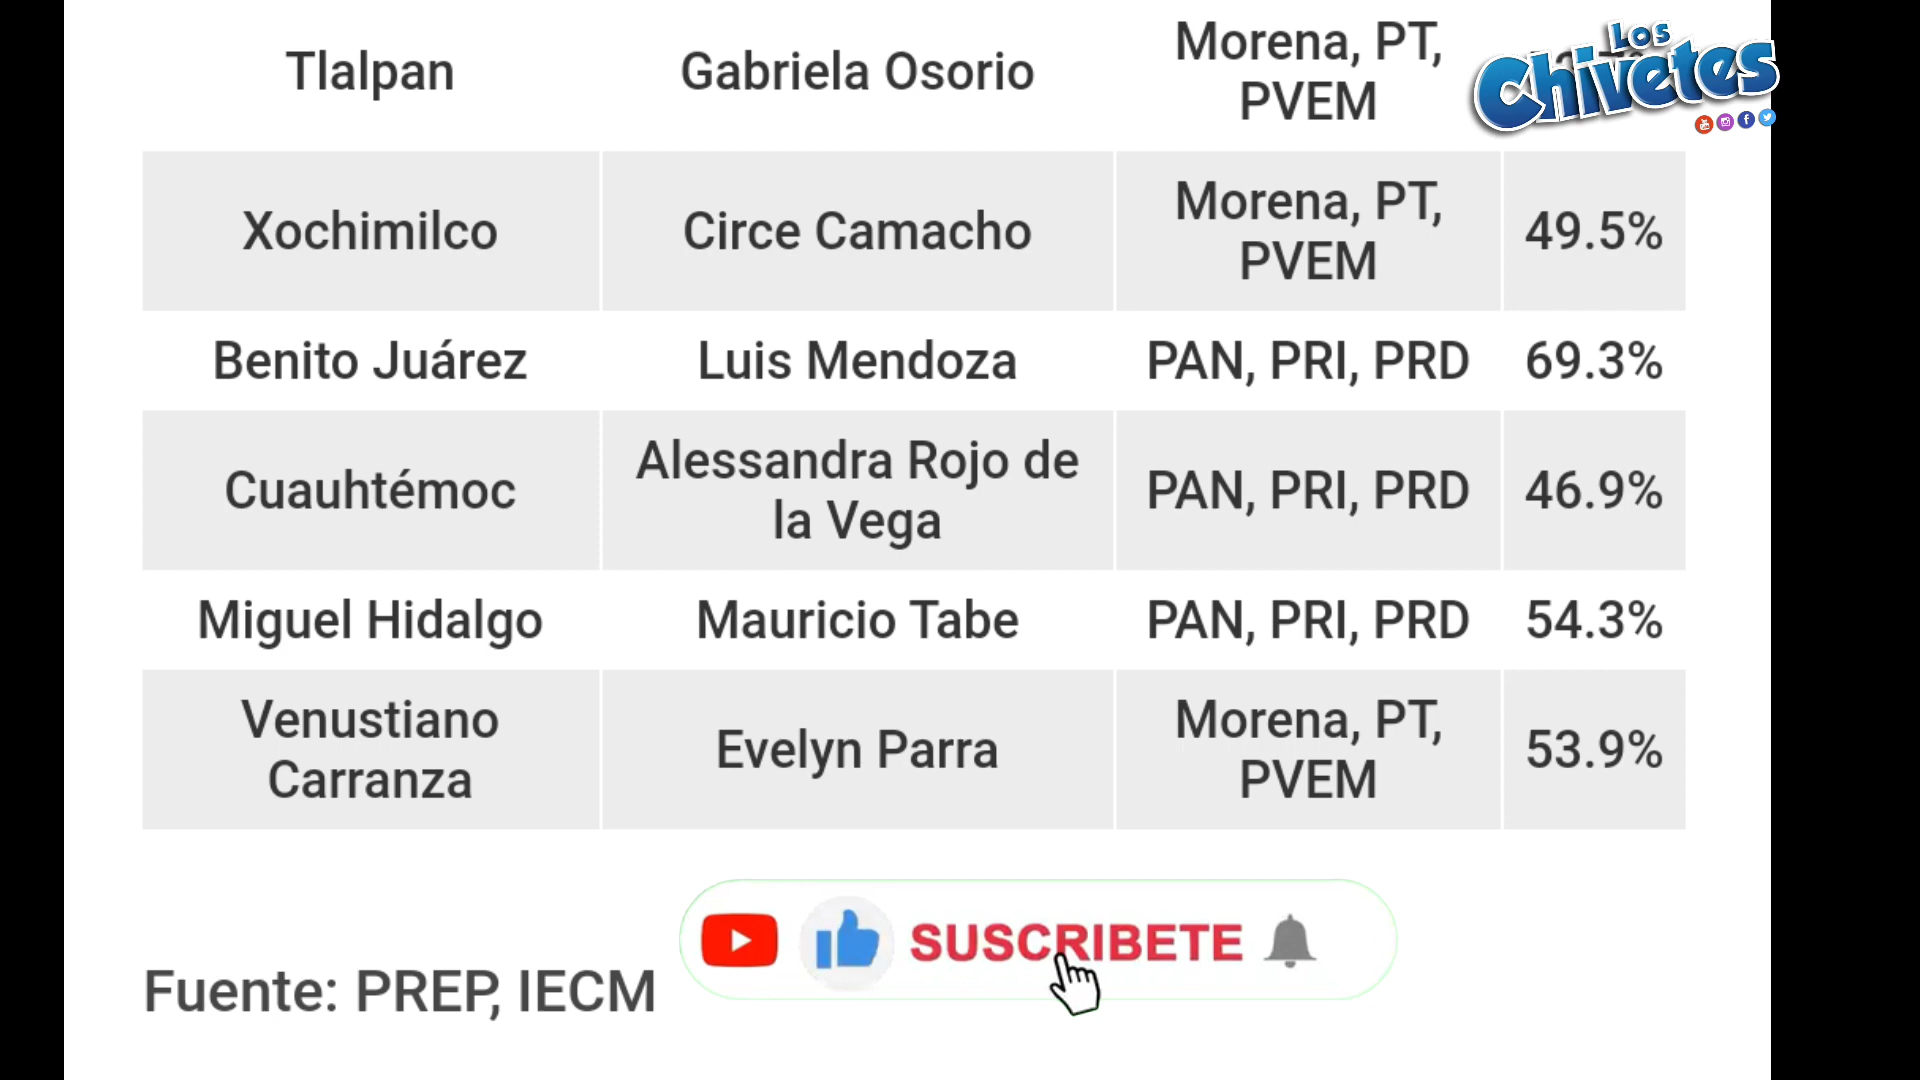 Tlalpan
Gabriela Osorio
Morena, PT,
PVEM
Los
Chivetes
Xochimilco
Circe Camacho
Morena, PT,
PVEM
49.5%
Benito Juárez
Luis Mendoza
PAN, PRI, PRD
69.3%
Cuauhtémoc
Alessandra Rojo de
la Vega
PAN, PRI, PRD
46.9%
Miguel Hidalgo
Mauricio Tabe
PAN, PRI, PRD
54.3%
Venustiano
Carranza
Evelyn Parra
Morena, PT,
PVEM
53.9%
SUSCRIBETE
Fuente: PREP, IECM